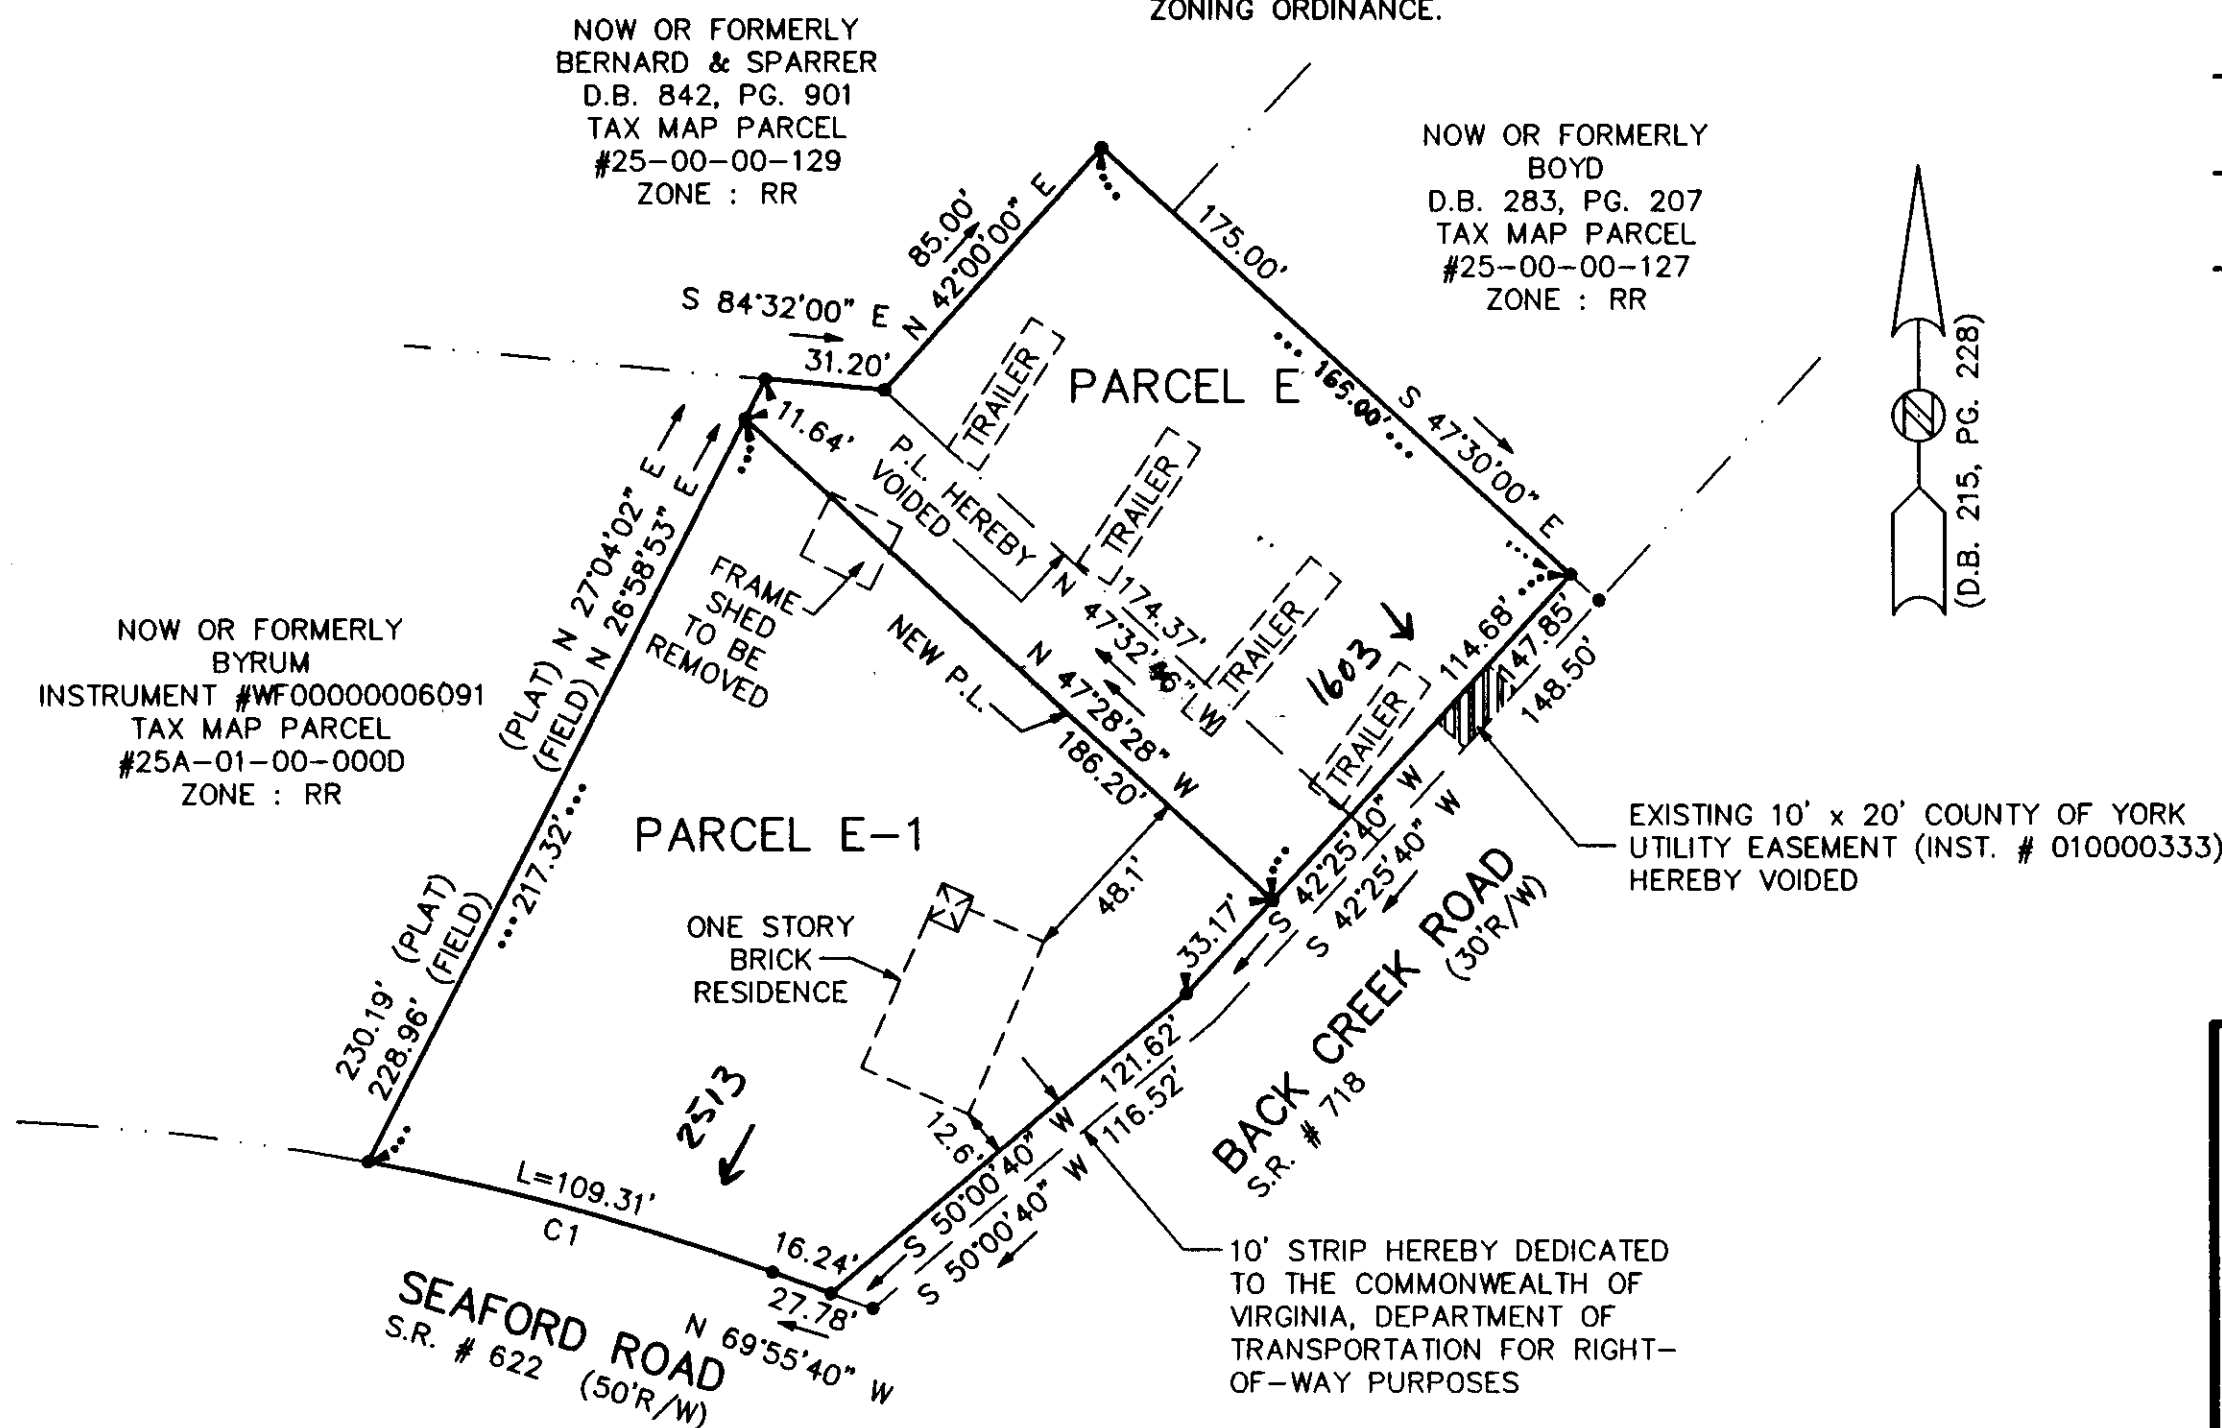 ZONING ORDINANCE.
NOW OR FORMERLY
BERNARD & SPARRER
D.B. 842, PG. 901
TAX MAP PARCEL
#25-00-00-129
ZONE : RR
NOW OR FORMERLY
BOYD
D.B. 283, PG. 207
TAX MAP PARCEL
#25-00-00-127
ZONE : RR
(D.B. 215, PG. 228)
N
85.00'
N 42°00'00" E
S 84°32'00" E
31.20'
175.00'
165.00'
S 47°30'00" E
PARCEL E
TRAILER
TRAILER
TRAILER
TRAILER
11.64'
P.L. HEREBY
VOIDED
174.37'
N 47°32'46" W
1603
114.68'
147.85'
148.50'
FRAME
SHED
TO BE
REMOVED
NEW P.L.
N 47°28'28" W
186.20'
(PLAT) N 27°04'02" E
(FIELD) N 26°58'53" E
NOW OR FORMERLY
BYRUM
INSTRUMENT #WF00000006091
TAX MAP PARCEL
#25A-01-00-000D
ZONE : RR
217.32'
230.19' (PLAT)
228.96' (FIELD)
PARCEL E-1
48.1'
ONE STORY
BRICK
RESIDENCE
EXISTING 10' x 20' COUNTY OF YORK
UTILITY EASEMENT (INST. # 010000333)
HEREBY VOIDED
S 42°25'40" W
S 42°25'40" W
33.17'
BACK CREEK ROAD
S.R. # 718
(30'R/W)
121.62'
116.52'
12.6'
S 50°00'40" W
S 50°00'40" W
2513
L=109.31'
C1
16.24'
27.78'
N 69°55'40" W
SEAFORD ROAD
S.R. # 622 (50'R/W)
10' STRIP HEREBY DEDICATED
TO THE COMMONWEALTH OF
VIRGINIA, DEPARTMENT OF
TRANSPORTATION FOR RIGHT-
OF-WAY PURPOSES